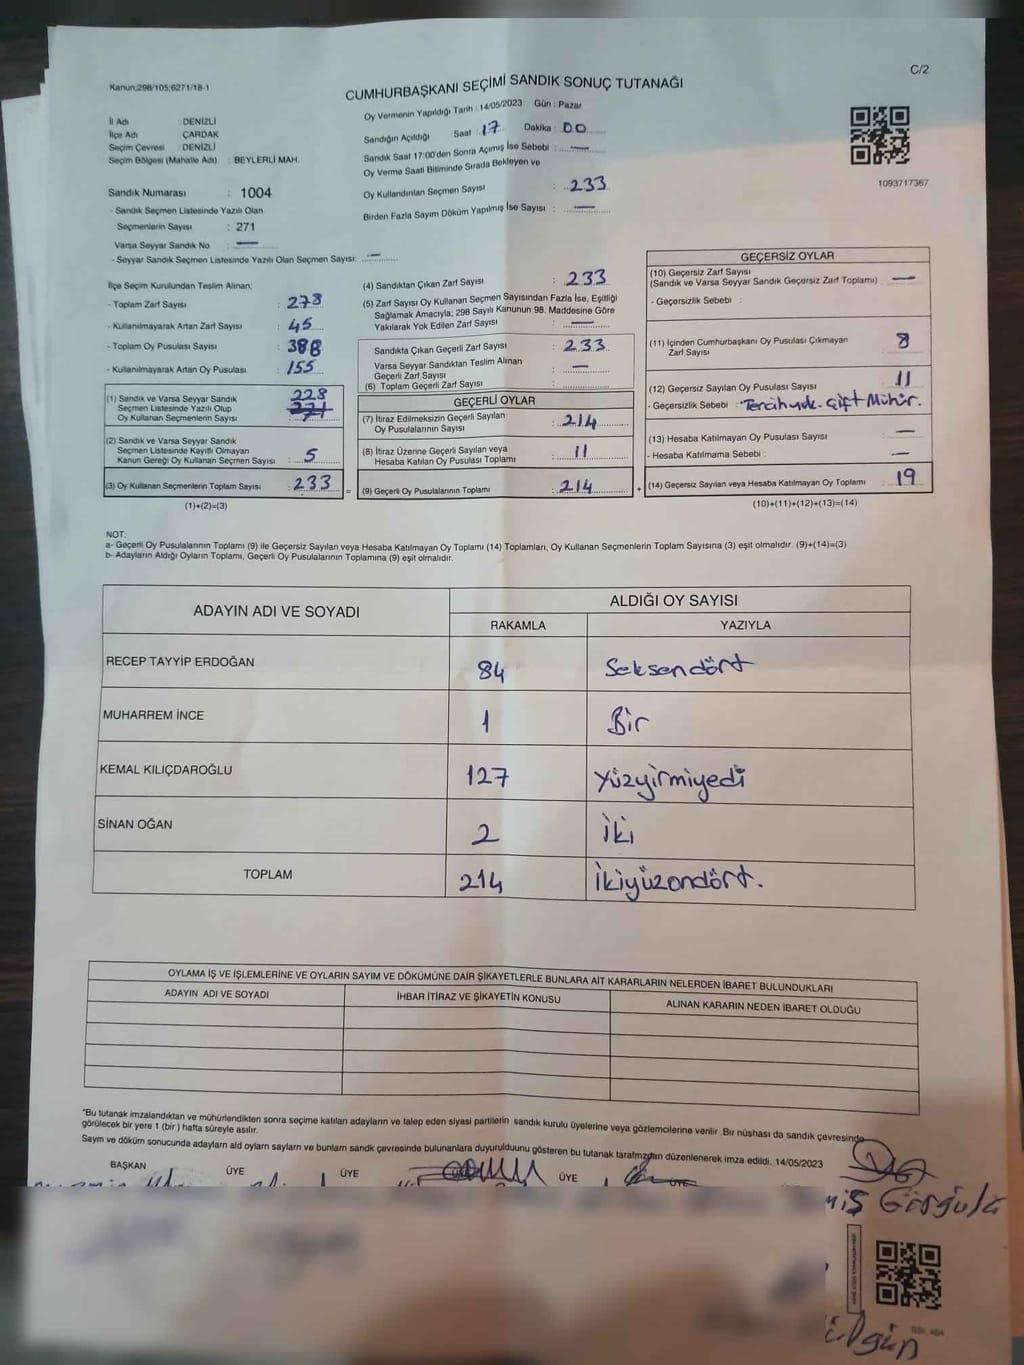 Kanun;298/105;6271/18-1
C/2
CUMHURBAŞKANI SEÇİMİ SANDIK SONUÇ TUTANAĞI
İl Adı : DENİZLİ
İlçe Adı : ÇARDAK
Seçim Çevresi : DENİZLİ
Seçim Bölgesi (Mahalle Adı) : BEYLERLİ MAH.
Oy Vermenin Yapıldığı Tarih : 14/05/2023 Gün : Pazar
Sandığın Açıldığı Saat : 17 Dakika : 00
Sandık Saat 17:00'den Sonra Açımış İse Sebebi : —
Oy Verme Saati Bitiminde Sırada Bekleyen ve
Oy Kullandırılan Seçmen Sayısı : 233
Birden Fazla Sayım Döküm Yapılmış İse Sayısı : —
1093717367
Sandık Numarası : 1004
- Sandık Seçmen Listesinde Yazılı Olan
Seçmenlerin Sayısı : 271
Varsa Seyyar Sandık No : —
- Seyyar Sandık Seçmen Listesinde Yazılı Olan Seçmen Sayısı: —
İlçe Seçim Kurulundan Teslim Alınan;
- Toplam Zarf Sayısı : 278
- Kullanılmayarak Artan Zarf Sayısı : 45
- Toplam Oy Pusulası Sayısı : 388
- Kullanılmayarak Artan Oy Pusulası : 155
(1) Sandık ve Varsa Seyyar Sandık
Seçmen Listesinde Yazılı Olup
Oy Kullanan Seçmenlerin Sayısı : 228
271
(2) Sandık ve Varsa Seyyar Sandık
Seçmen Listesinde Kayıtlı Olmayan
Kanun Gereği Oy Kullanan Seçmen Sayısı : 5
(3) Oy Kullanan Seçmenlerin Toplam Sayısı : 233
(1)+(2)=(3)
(4) Sandıktan Çıkan Zarf Sayısı : 233
(5) Zarf Sayısı Oy Kullanan Seçmen Sayısından Fazla İse, Eşitliği
Sağlamak Amacıyla; 298 Sayılı Kanunun 98. Maddesine Göre
Yakılarak Yok Edilen Zarf Sayısı : —
Sandıkta Çıkan Geçerli Zarf Sayısı : 233
Varsa Seyyar Sandıktan Teslim Alınan
Geçerli Zarf Sayısı : —
(6) Toplam Geçerli Zarf Sayısı :
GEÇERLİ OYLAR
(7) İtiraz Edilmeksizin Geçerli Sayılan
Oy Pusulalarının Sayısı : 214
(8) İtiraz Üzerine Geçerli Sayılan veya
Hesaba Katılan Oy Pusulası Toplamı : 11
= (9) Geçerli Oy Pusulalarının Toplamı : 214 +
GEÇERSİZ OYLAR
(10) Geçersiz Zarf Sayısı
(Sandık ve Varsa Seyyar Sandık Geçersiz Zarf Toplamı) : —
- Geçersizlik Sebebi :
(11) İçinden Cumhurbaşkanı Oy Pusulası Çıkmayan
Zarf Sayısı : 8
(12) Geçersiz Sayılan Oy Pusulası Sayısı : 11
- Geçersizlik Sebebi : Tercih yok. Çift Mühür.
(13) Hesaba Katılmayan Oy Pusulası Sayısı : —
- Hesaba Katılmama Sebebi : —
(14) Geçersiz Sayılan veya Hesaba Katılmayan Oy Toplamı : 19
(10)+(11)+(12)+(13)=(14)
NOT:
a- Geçerli Oy Pusulalarının Toplamı (9) ile Geçersiz Sayılan veya Hesaba Katılmayan Oy Toplamı (14) Toplamları, Oy Kullanan Seçmenlerin Toplam Sayısına (3) eşit olmalıdır. (9)+(14)=(3)
b- Adayların Aldığı Oyların Toplamı, Geçerli Oy Pusulalarının Toplamına (9) eşit olmalıdır.
ADAYIN ADI VE SOYADI
ALDIĞI OY SAYISI
RAKAMLA YAZIYLA
RECEP TAYYİP ERDOĞAN 84 Seksendört
MUHARREM İNCE 1 Bir
KEMAL KILIÇDAROĞLU 127 Yüzyirmiyedi
SİNAN OĞAN 2 İki
TOPLAM 214 İkiyüzondört.
OYLAMA İŞ VE İŞLEMLERİNE VE OYLARIN SAYIM VE DÖKÜMÜNE DAİR ŞİKAYETLERLE BUNLARA AİT KARARLARIN NELERDEN İBARET BULUNDUKLARI
ADAYIN ADI VE SOYADI İHBAR İTİRAZ VE ŞİKAYETİN KONUSU ALINAN KARARIN NEDEN İBARET OLDUĞU
*Bu tutanak imzalandıktan ve mühürlendikten sonra seçime katılan adayların ve talep eden siyasi partilerin sandık kurulu üyelerine veya gözlemcilerine verilir .Bir nüshası da sandık çevresinde
görülecek bir yere 1 (bir ) hafta süreyle asılır.
Saym ve döküm sonucunda adayların ald oyların sayların ve bunların sandk çevresinde bulunanlara duyurulduunu gösteren bu tutanak tarafmzdan düzenlenerek imza edildi. 14/05/2023
BAŞKAN ÜYE ÜYE ÜYE ÜYE ÜYE